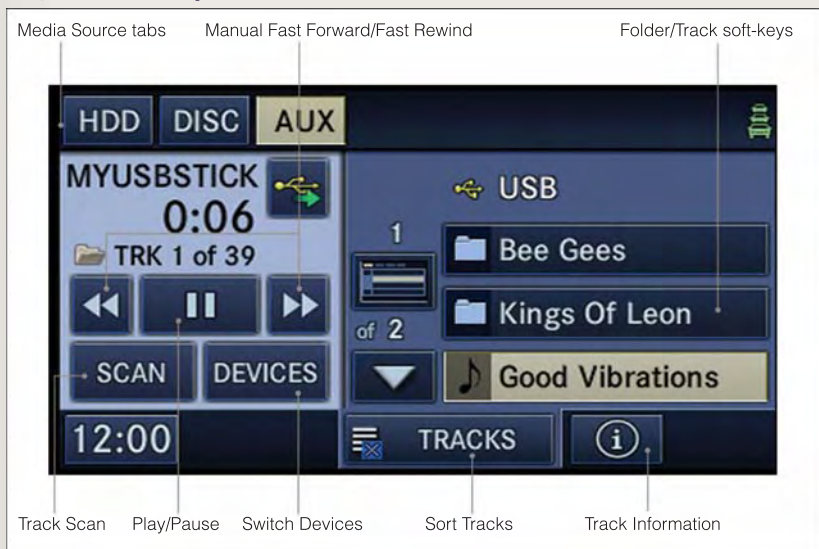 Media Source tabs
Manual Fast Forward/Fast Rewind
Folder/Track soft-keys
HDD
DISC
AUX
MYUSBSTICK
0:06
TRK 1 of 39
SCAN
DEVICES
12:00
USB
1
of 2
Bee Gees
Kings Of Leon
Good Vibrations
TRACKS
i
Track Scan
Play/Pause
Switch Devices
Sort Tracks
Track Information